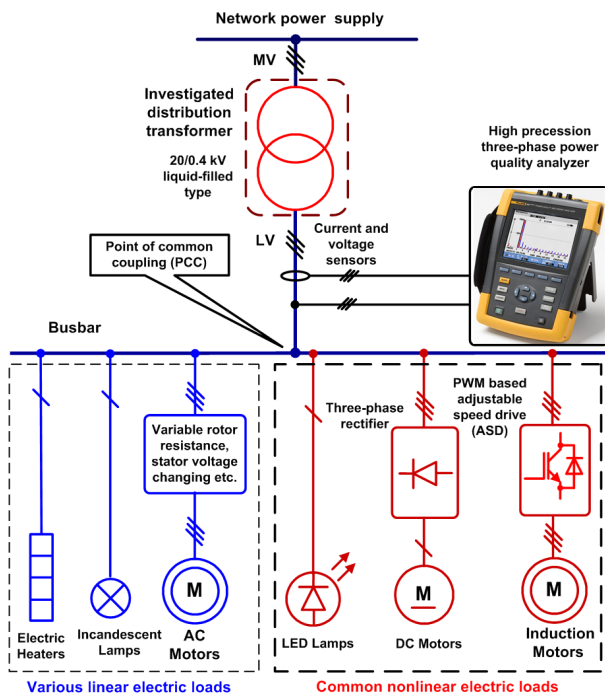 Network power supply
MV
Investigated
distribution
transformer
20/0.4 kV
liquid-filled
type
High precession
three-phase power
quality analyzer
LV
Current and
voltage
sensors
Point of common
coupling (PCC)
Busbar
Variable rotor
resistance,
stator voltage
changing etc.
Three-phase
rectifier
PWM based
adjustable
speed drive
(ASD)
M
M
M
Electric
Heaters
Incandescent
Lamps
AC
Motors
LED Lamps
DC Motors
Induction
Motors
Various linear electric loads
Common nonlinear electric loads